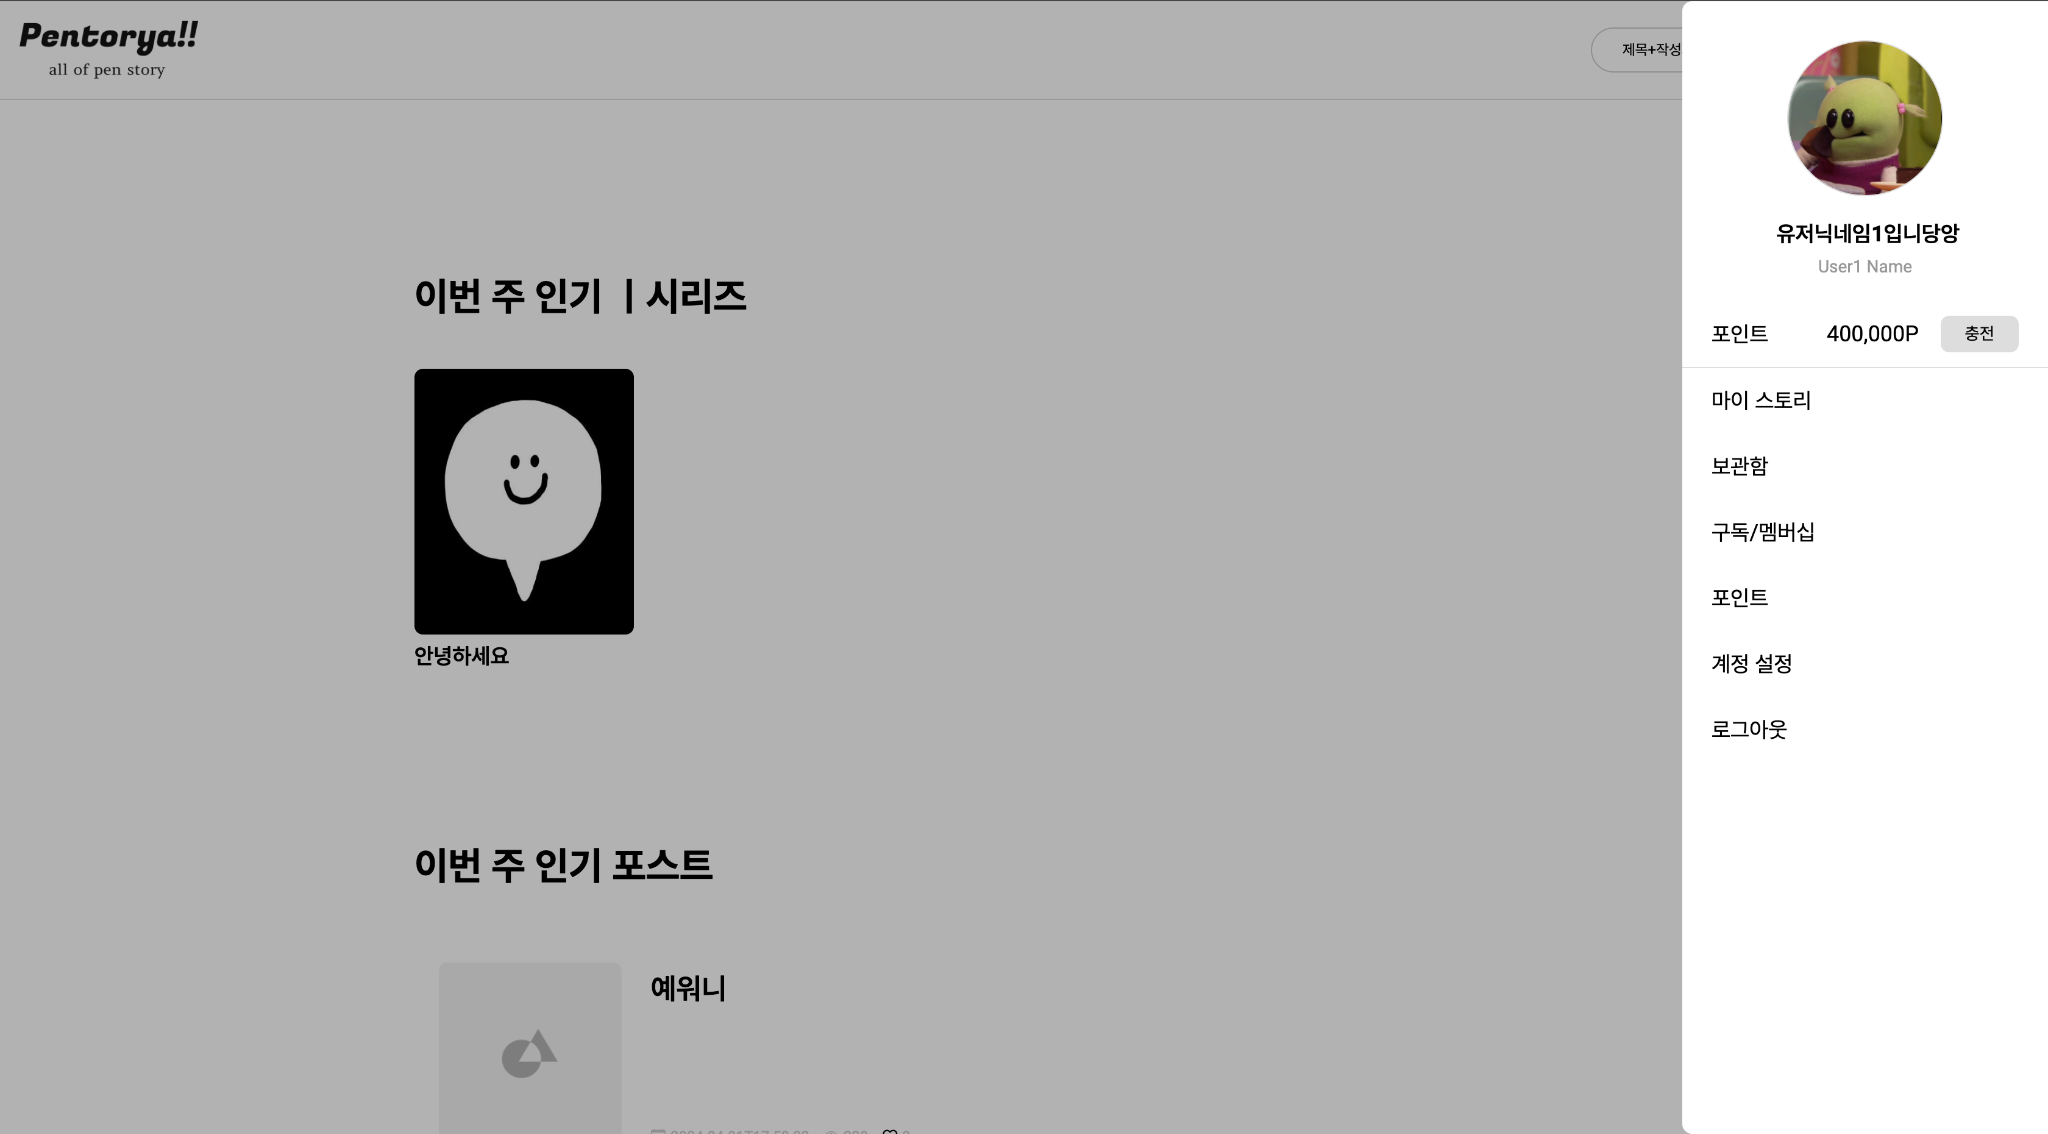 Pentorya!!
all of pen story
제목+작성
이번 주 인기 ㅣ시리즈
안녕하세요
이번 주 인기 포스트
예워니
유저닉네임1입니당앙
User1 Name
포인트 400,000P 충전
마이 스토리
보관함
구독/멤버십
포인트
계정 설정
로그아웃